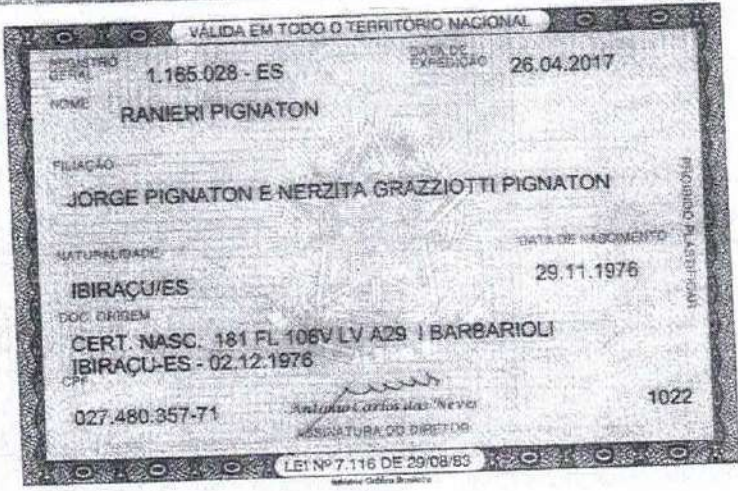 VÁLIDA EM TODO O TERRITÓRIO NACIONAL
REGISTRO GERAL 1.165.028 - ES DATA DE EXPEDIÇÃO 26.04.2017
NOME RANIERI PIGNATON
FILIAÇÃO
JORGE PIGNATON E NERZITA GRAZZIOTTI PIGNATON
PROIBIDO PLASTIFICAR
NATURALIDADE DATA DE NASCIMENTO
IBIRAÇU/ES 29.11.1976
DOC. ORIGEM
CERT. NASC. 181 FL 106V LV A29 I BARBARIOLI
IBIRAÇU-ES - 02.12.1976
CPF
027.480.357-71 Antonio Carlos das Neves 1022
ASSINATURA DO DIRETOR
LEI Nº 7.116 DE 29/08/83